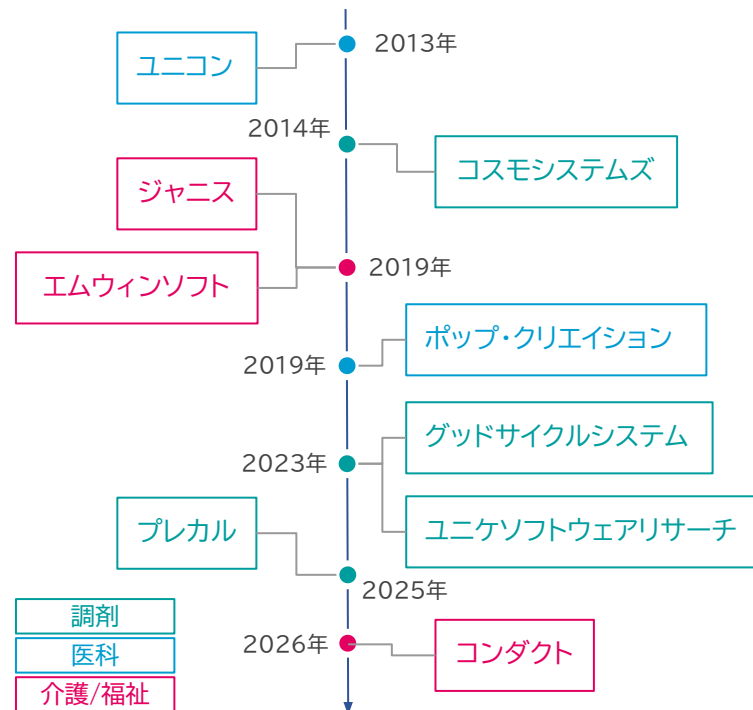 2013年
ユニコン
2014年
コスモシステムズ
ジャニス
エムウィンソフト
2019年
ポップ・クリエイション
2019年
グッドサイクルシステム
2023年
ユニケソフトウェアリサーチ
プレカル
2025年
2026年
コンダクト
調剤
医科
介護/福祉